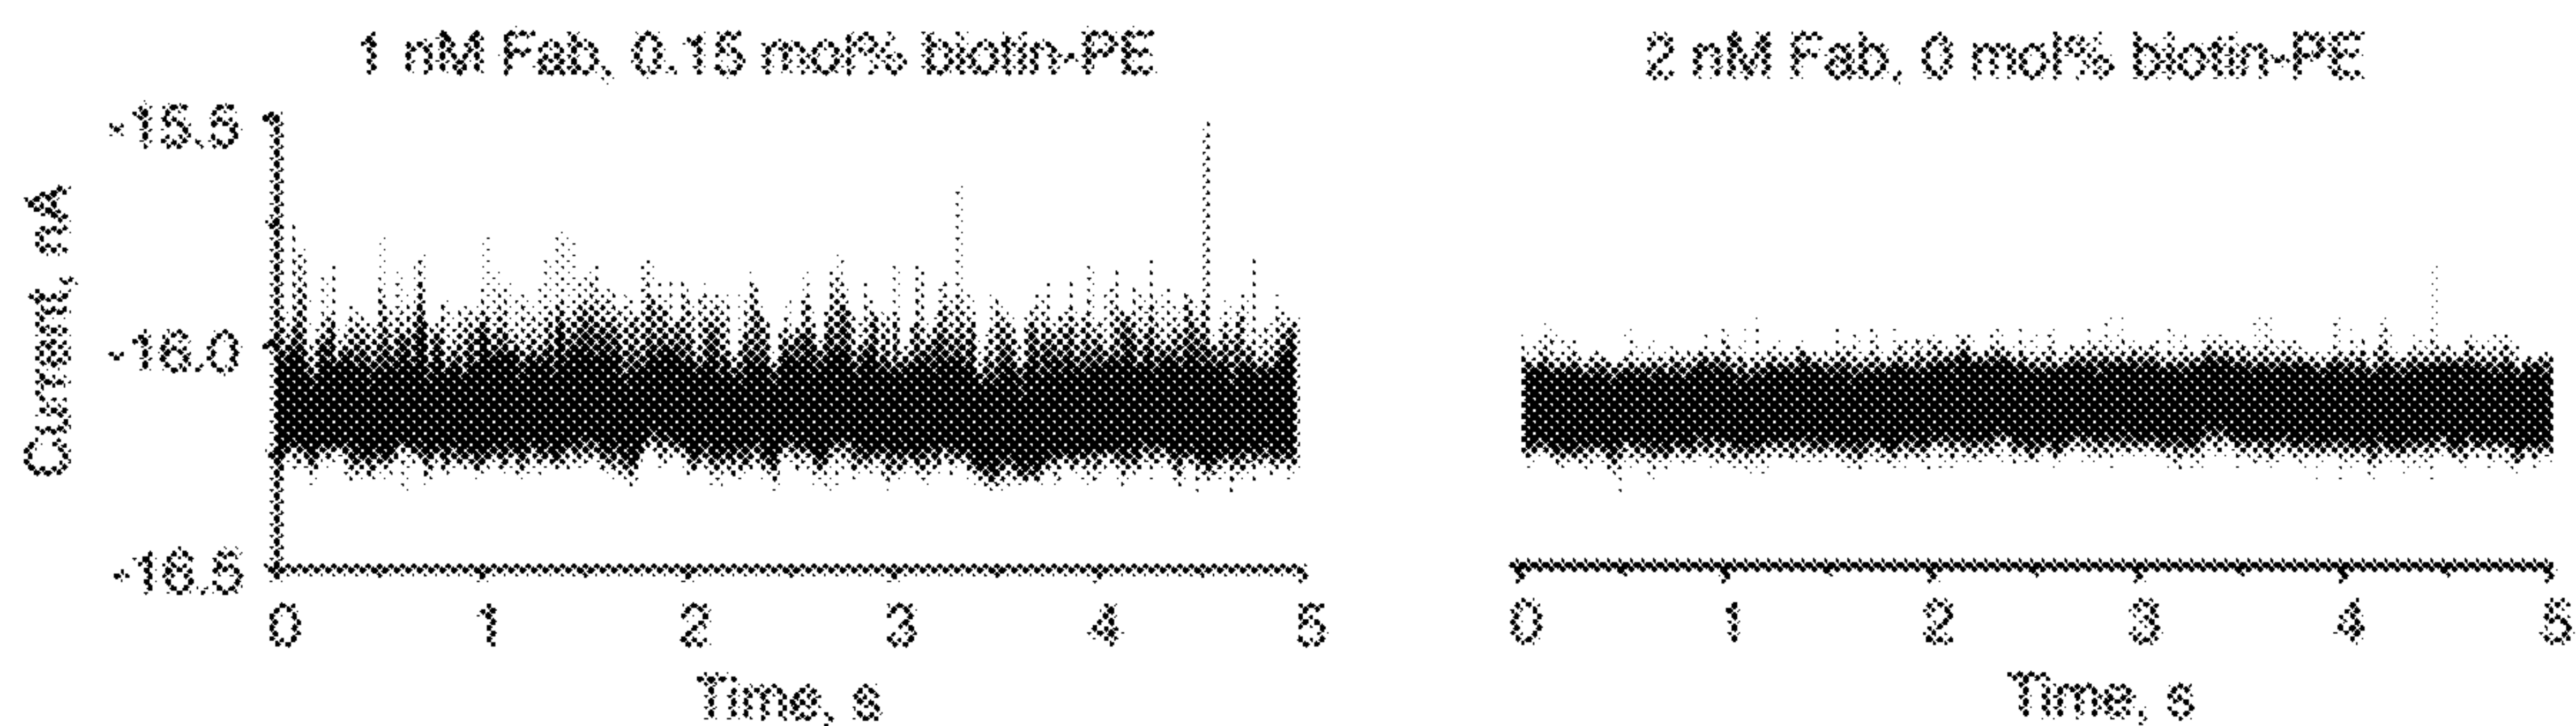 1 nM Fab, 0.15 mol% biotin-PE
2 nM Fab, 0 mol% biotin-PE
Current, nA
-15.5
-16.0
-16.5
0 1 2 3 4 5
0 1 2 3 4 5
Time, s
Time, s